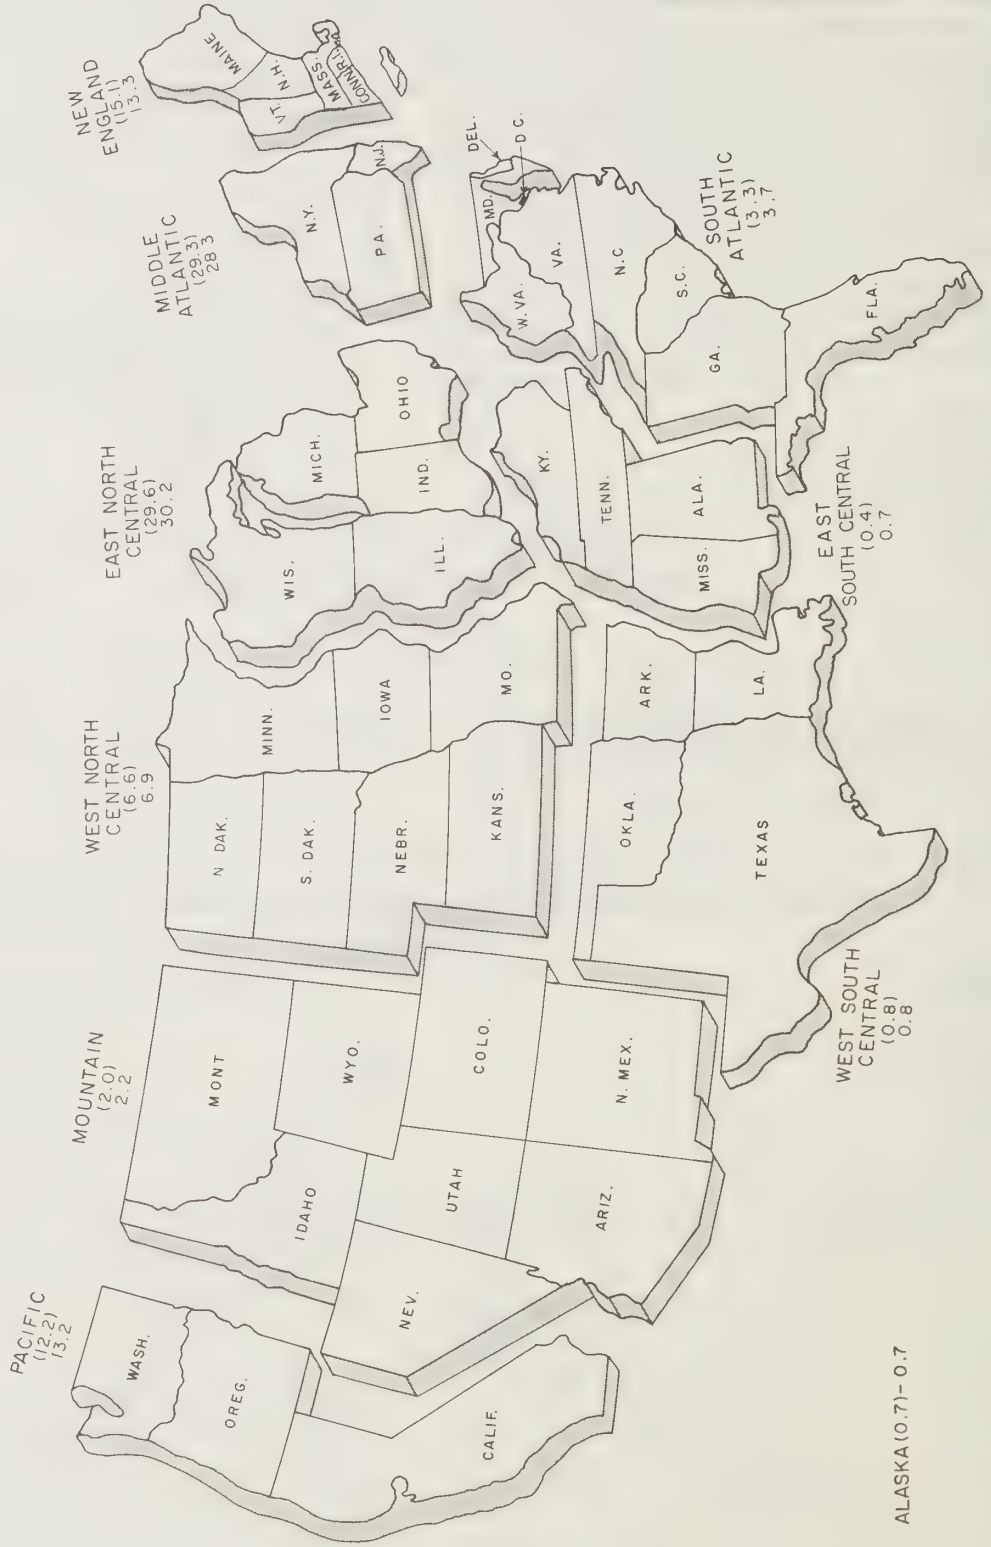 PACIFIC
(12.2)
13.2
MOUNTAIN
(2.0)
2.2
WEST NORTH
CENTRAL
(6.6)
6.9
EAST NORTH
CENTRAL
(29.6)
30.2
MIDDLE
ATLANTIC
(29.3)
28 3
NEW
ENGLAND
(15.1)
13.3
WASH.
OREG.
CALIF.
MONT
IDAHO
WYO.
NEV.
UTAH
COLO.
ARIZ.
N. MEX.
N DAK.
S. DAK.
NEBR.
KANS.
MINN.
IOWA
MO.
WIS.
MICH.
ILL.
IND.
OHIO
N.Y.
PA.
N.J.
MAINE
VT.
N.H.
MASS.
CONN.
R.I.
OKLA.
TEXAS
ARK.
LA.
KY.
TENN.
MISS.
ALA.
MD.
DEL.
D C.
W. VA.
VA.
N.C
S.C.
GA.
FLA.
WEST SOUTH
CENTRAL
(0.8)
0.8
EAST
SOUTH CENTRAL
(0.4)
0.7
SOUTH
ATLANTIC
(3.3)
3.7
ALASKA (0.7)- 0.7